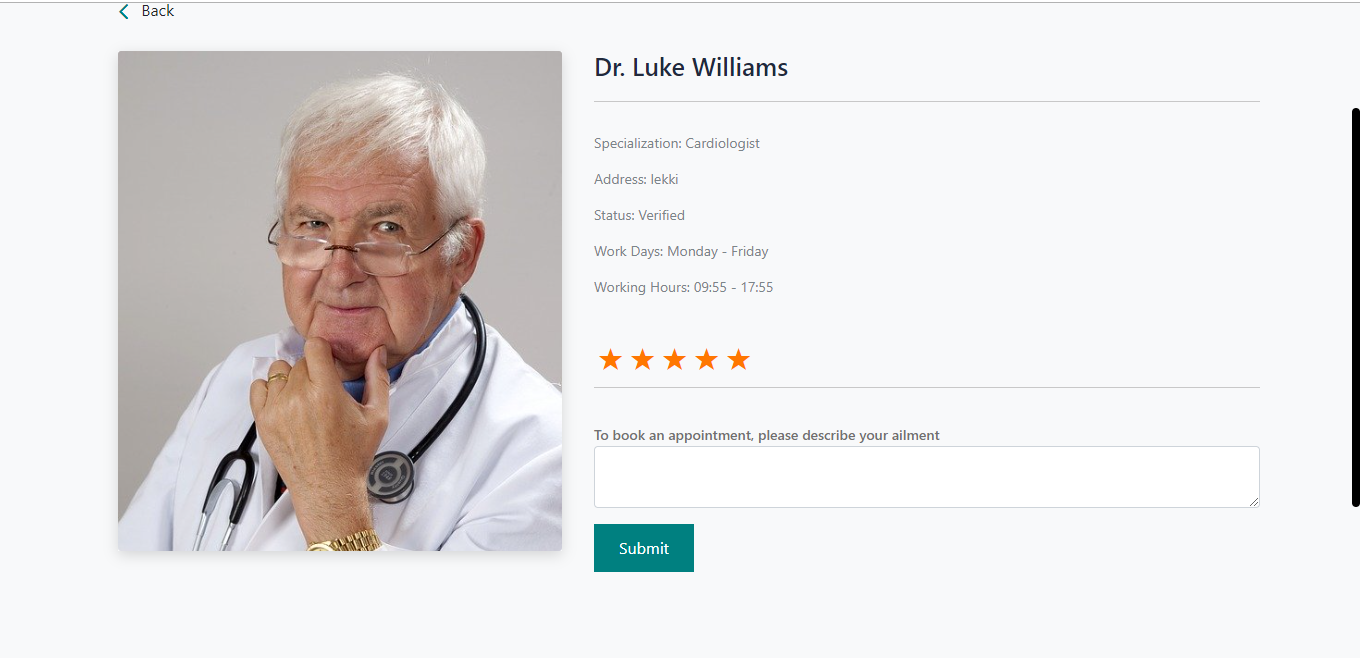 Back
Dr. Luke Williams
Specialization: Cardiologist
Address: lekki
Status: Verified
Work Days: Monday - Friday
Working Hours: 09:55 - 17:55
To book an appointment, please describe your ailment
Submit